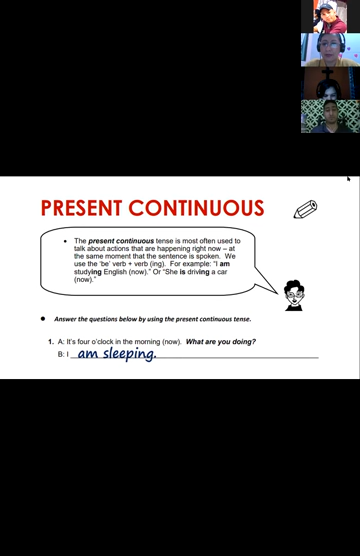 PRESENT CONTINUOUS
• The present continuous tense is most often used to
talk about actions that are happening right now – at
the same moment that the sentence is spoken. We
use the 'be' verb + verb (ing). For example: "I am
studying English (now)." Or "She is driving a car
(now)."
● Answer the questions below by using the present continuous tense.
1. A: It's four o'clock in the morning (now). What are you doing?
B: I am sleeping.